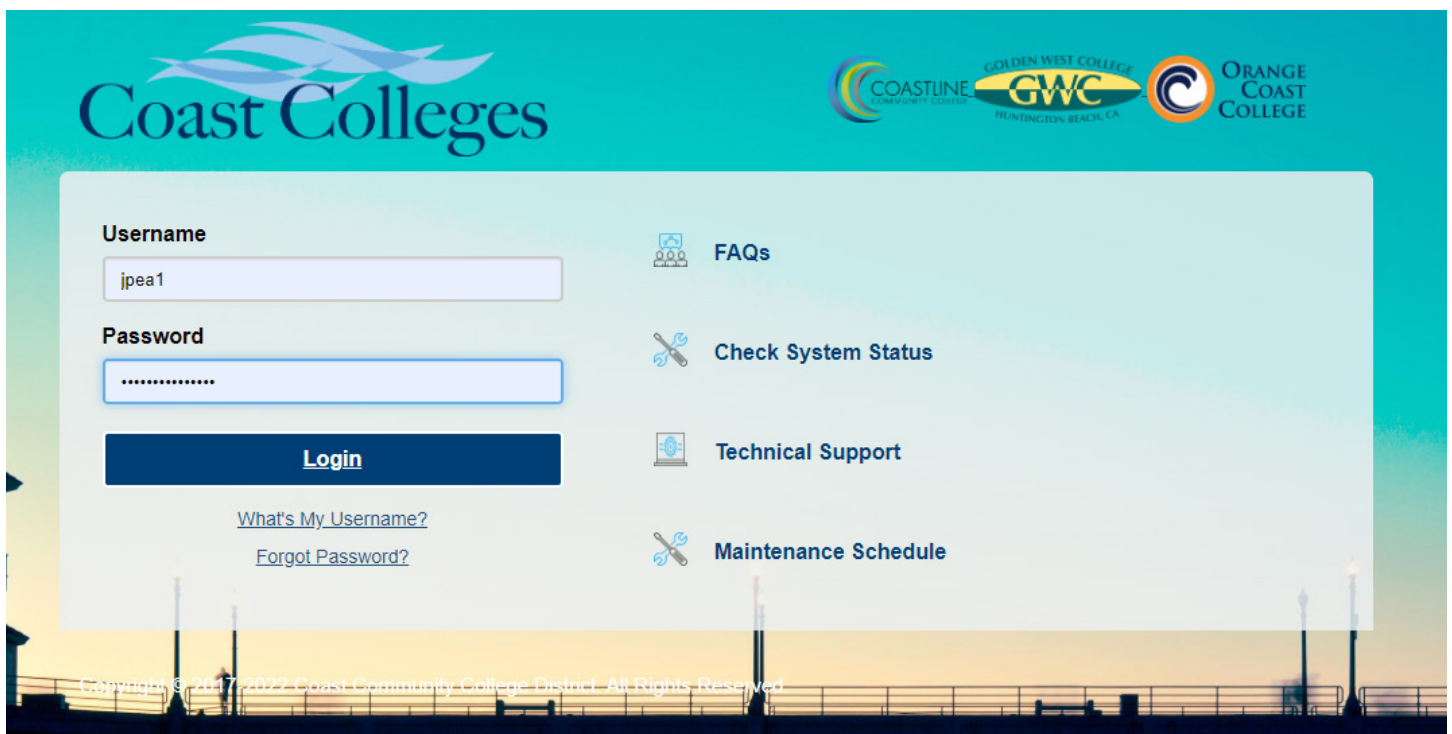 Coast Colleges
COASTLINE
COMMUNITY COLLEGE
GOLDEN WEST COLLEGE
GWC
HUNTINGTON BEACH, CA
ORANGE
COAST
COLLEGE
Username
jpea1
Password
•••••••••••••••
Login
What's My Username?
Forgot Password?
FAQs
Check System Status
Technical Support
Maintenance Schedule
Copyright © 2017-2022 Coast Community College District. All Rights Reserved